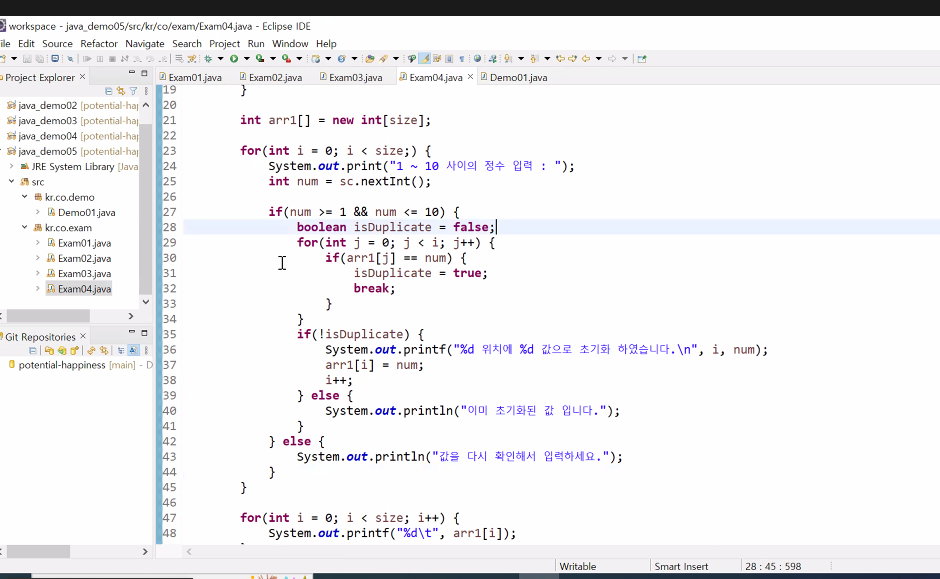 workspace - java_demo05/src/kr/co/exam/Exam04.java - Eclipse IDE
ile Edit Source Refactor Navigate Search Project Run Window Help
Project Explorer
java_demo02 [potential-hap
java_demo03 [potential-hap
java_demo04 [potential-hap
java_demo05 [potential-hap
JRE System Library [Java
src
kr.co.demo
Demo01.java
kr.co.exam
Exam01.java
Exam02.java
Exam03.java
Exam04.java
Git Repositories
potential-happiness [main] - D
Exam01.java Exam02.java Exam03.java Exam04.java Demo01.java
19 }
20
21 int arr1[] = new int[size];
22
23 for(int i = 0; i < size;) {
24 System.out.print("1 ~ 10 사이의 정수 입력 : ");
25 int num = sc.nextInt();
26
27 if(num >= 1 && num <= 10) {
28 boolean isDuplicate = false;
29 for(int j = 0; j < i; j++) {
30 if(arr1[j] == num) {
31 isDuplicate = true;
32 break;
33 }
34 }
35 if(!isDuplicate) {
36 System.out.printf("%d 위치에 %d 값으로 초기화 하였습니다.\n", i, num);
37 arr1[i] = num;
38 i++;
39 } else {
40 System.out.println("이미 초기화된 값 입니다.");
41 }
42 } else {
43 System.out.println("값을 다시 확인해서 입력하세요.");
44 }
45 }
46
47 for(int i = 0; i < size; i++) {
48 System.out.printf("%d\t", arr1[i]);
Writable Smart Insert 28 : 45 : 598